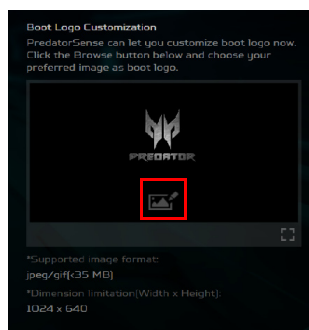 Boot Logo Customization
PredatorSense can let you customize boot logo now.
Click the Browse button below and choose your
preferred image as boot logo.
PREDATOR
*Supported image format:
jpeg/gif(<35 MB)
*Dimension limitation(Width x Height):
1024 x 640